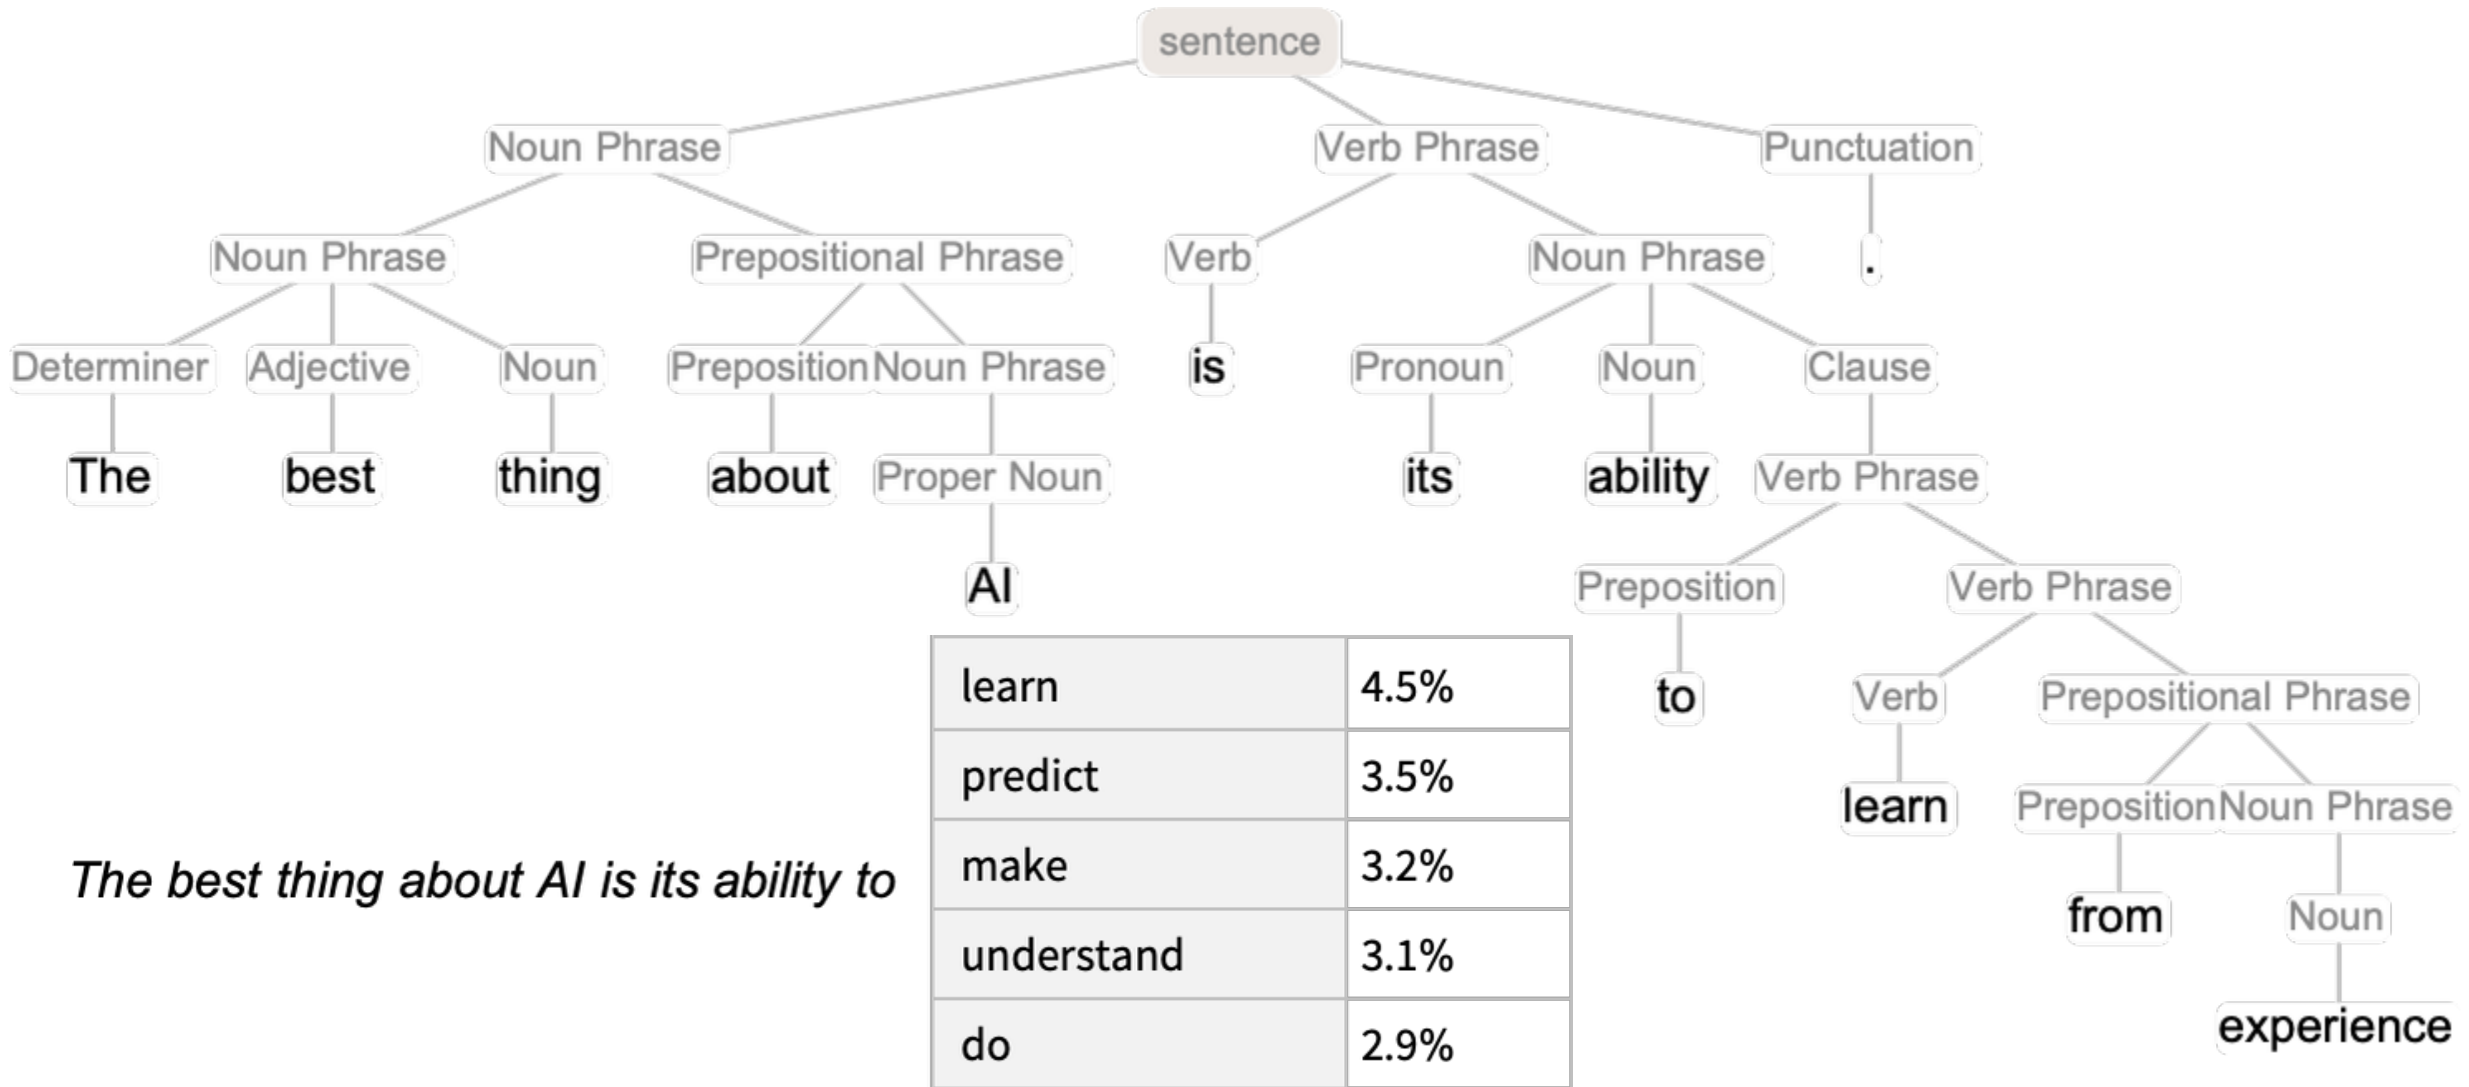 sentence
Noun Phrase Verb Phrase Punctuation
Noun Phrase Prepositional Phrase Verb Noun Phrase .
Determiner Adjective Noun Preposition Noun Phrase is Pronoun Noun Clause
The best thing about Proper Noun its ability Verb Phrase
AI Preposition Verb Phrase
to Verb Prepositional Phrase
learn Preposition Noun Phrase
from Noun
experience
The best thing about AI is its ability to
learn 4.5%
predict 3.5%
make 3.2%
understand 3.1%
do 2.9%